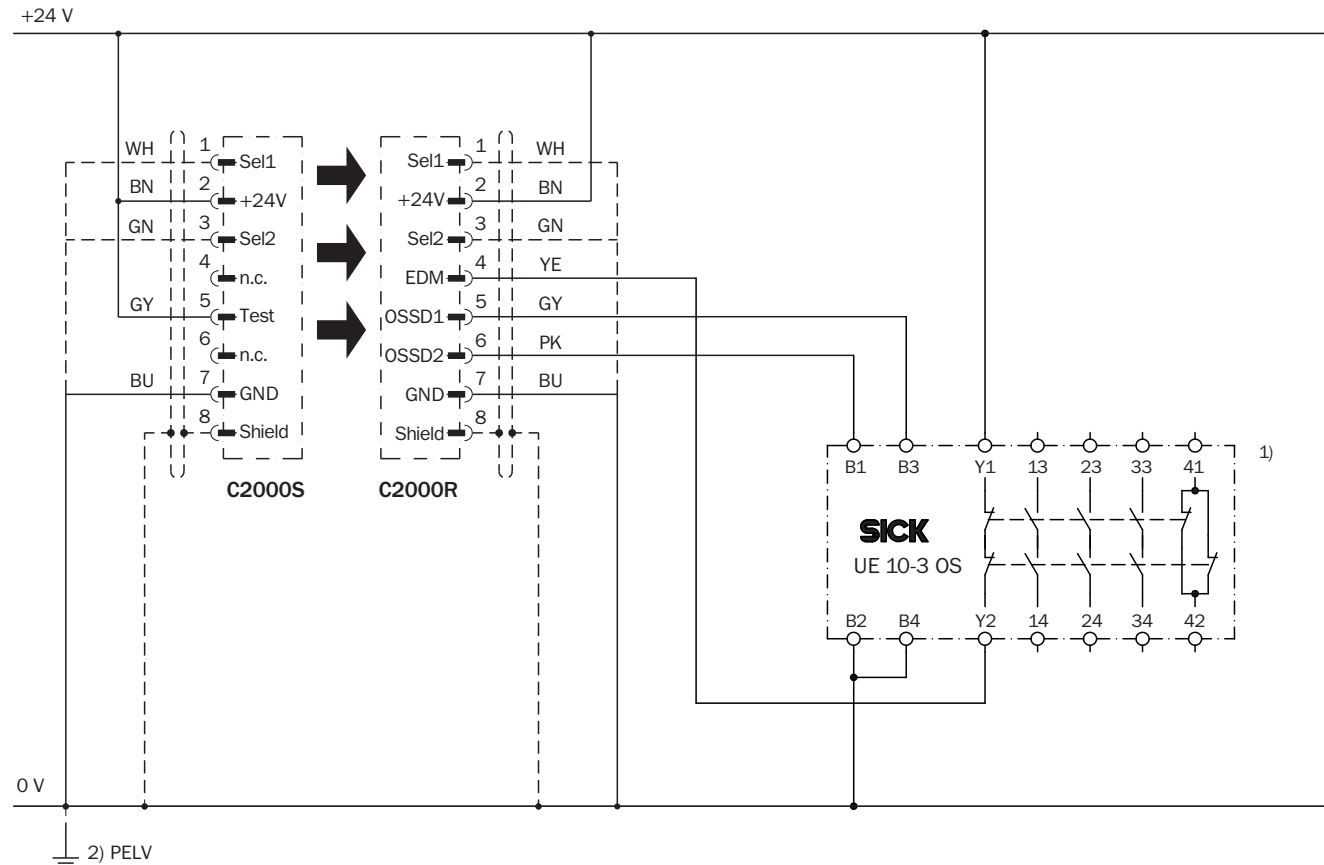 +24 V
WH 1 Sel1
BN 2 +24V
GN 3 Sel2
4 n.c.
GY 5 Test
6 n.c.
BU 7 GND
8 Shield
C2000S
Sel1 1 WH
+24V 2 BN
Sel2 3 GN
EDM 4 YE
OSSD1 5 GY
OSSD2 6 PK
GND 7 BU
Shield 8
C2000R
B1 B3 Y1 13 23 33 41
1)
SICK
UE 10-3 OS
B2 B4 Y2 14 24 34 42
0 V
2) PELV